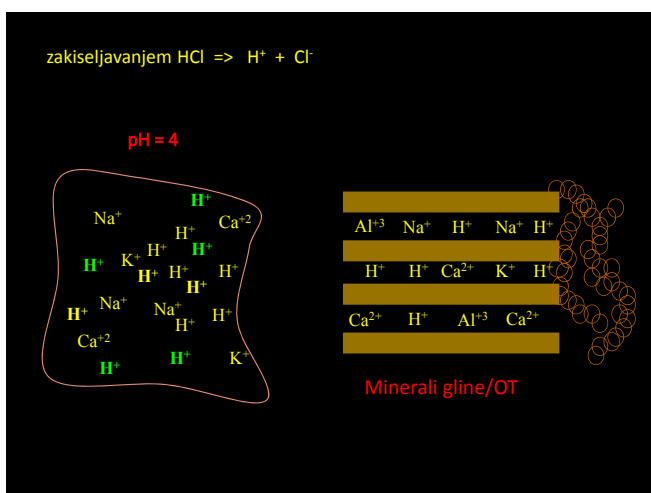 zakiseljavanjem HCl => H⁺ + Cl⁻
pH = 4
H⁺
Na⁺ Ca⁺²
H⁺
H⁺ H⁺
H⁺ K⁺ H⁺ H⁺ H⁺
H⁺
Na⁺ Na⁺ H⁺
H⁺ H⁺
Ca⁺²
H⁺ H⁺ K⁺
Al⁺³ Na⁺ H⁺ Na⁺ H⁺
H⁺ H⁺ Ca²⁺ K⁺ H⁺
Ca²⁺ H⁺ Al⁺³ Ca²⁺
Minerali gline/OT